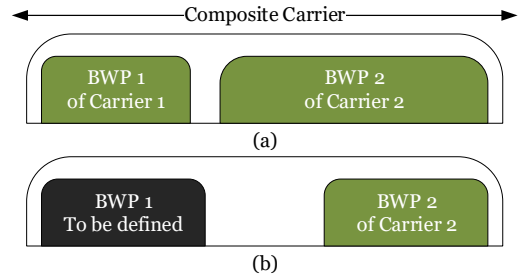 Composite Carrier
BWP 1
of Carrier 1
BWP 2
of Carrier 2
(a)
BWP 1
To be defined
BWP 2
of Carrier 2
(b)